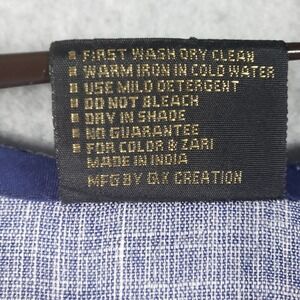 FIRST WASH DRY CLEAN
WARM IRON IN COLD WATER
USE MILD DETERGENT
DO NOT BLEACH
DRY IN SHADE
NO GUARANTEE
FOR COLOR & ZARI
MADE IN INDIA
MFG BY CREATION